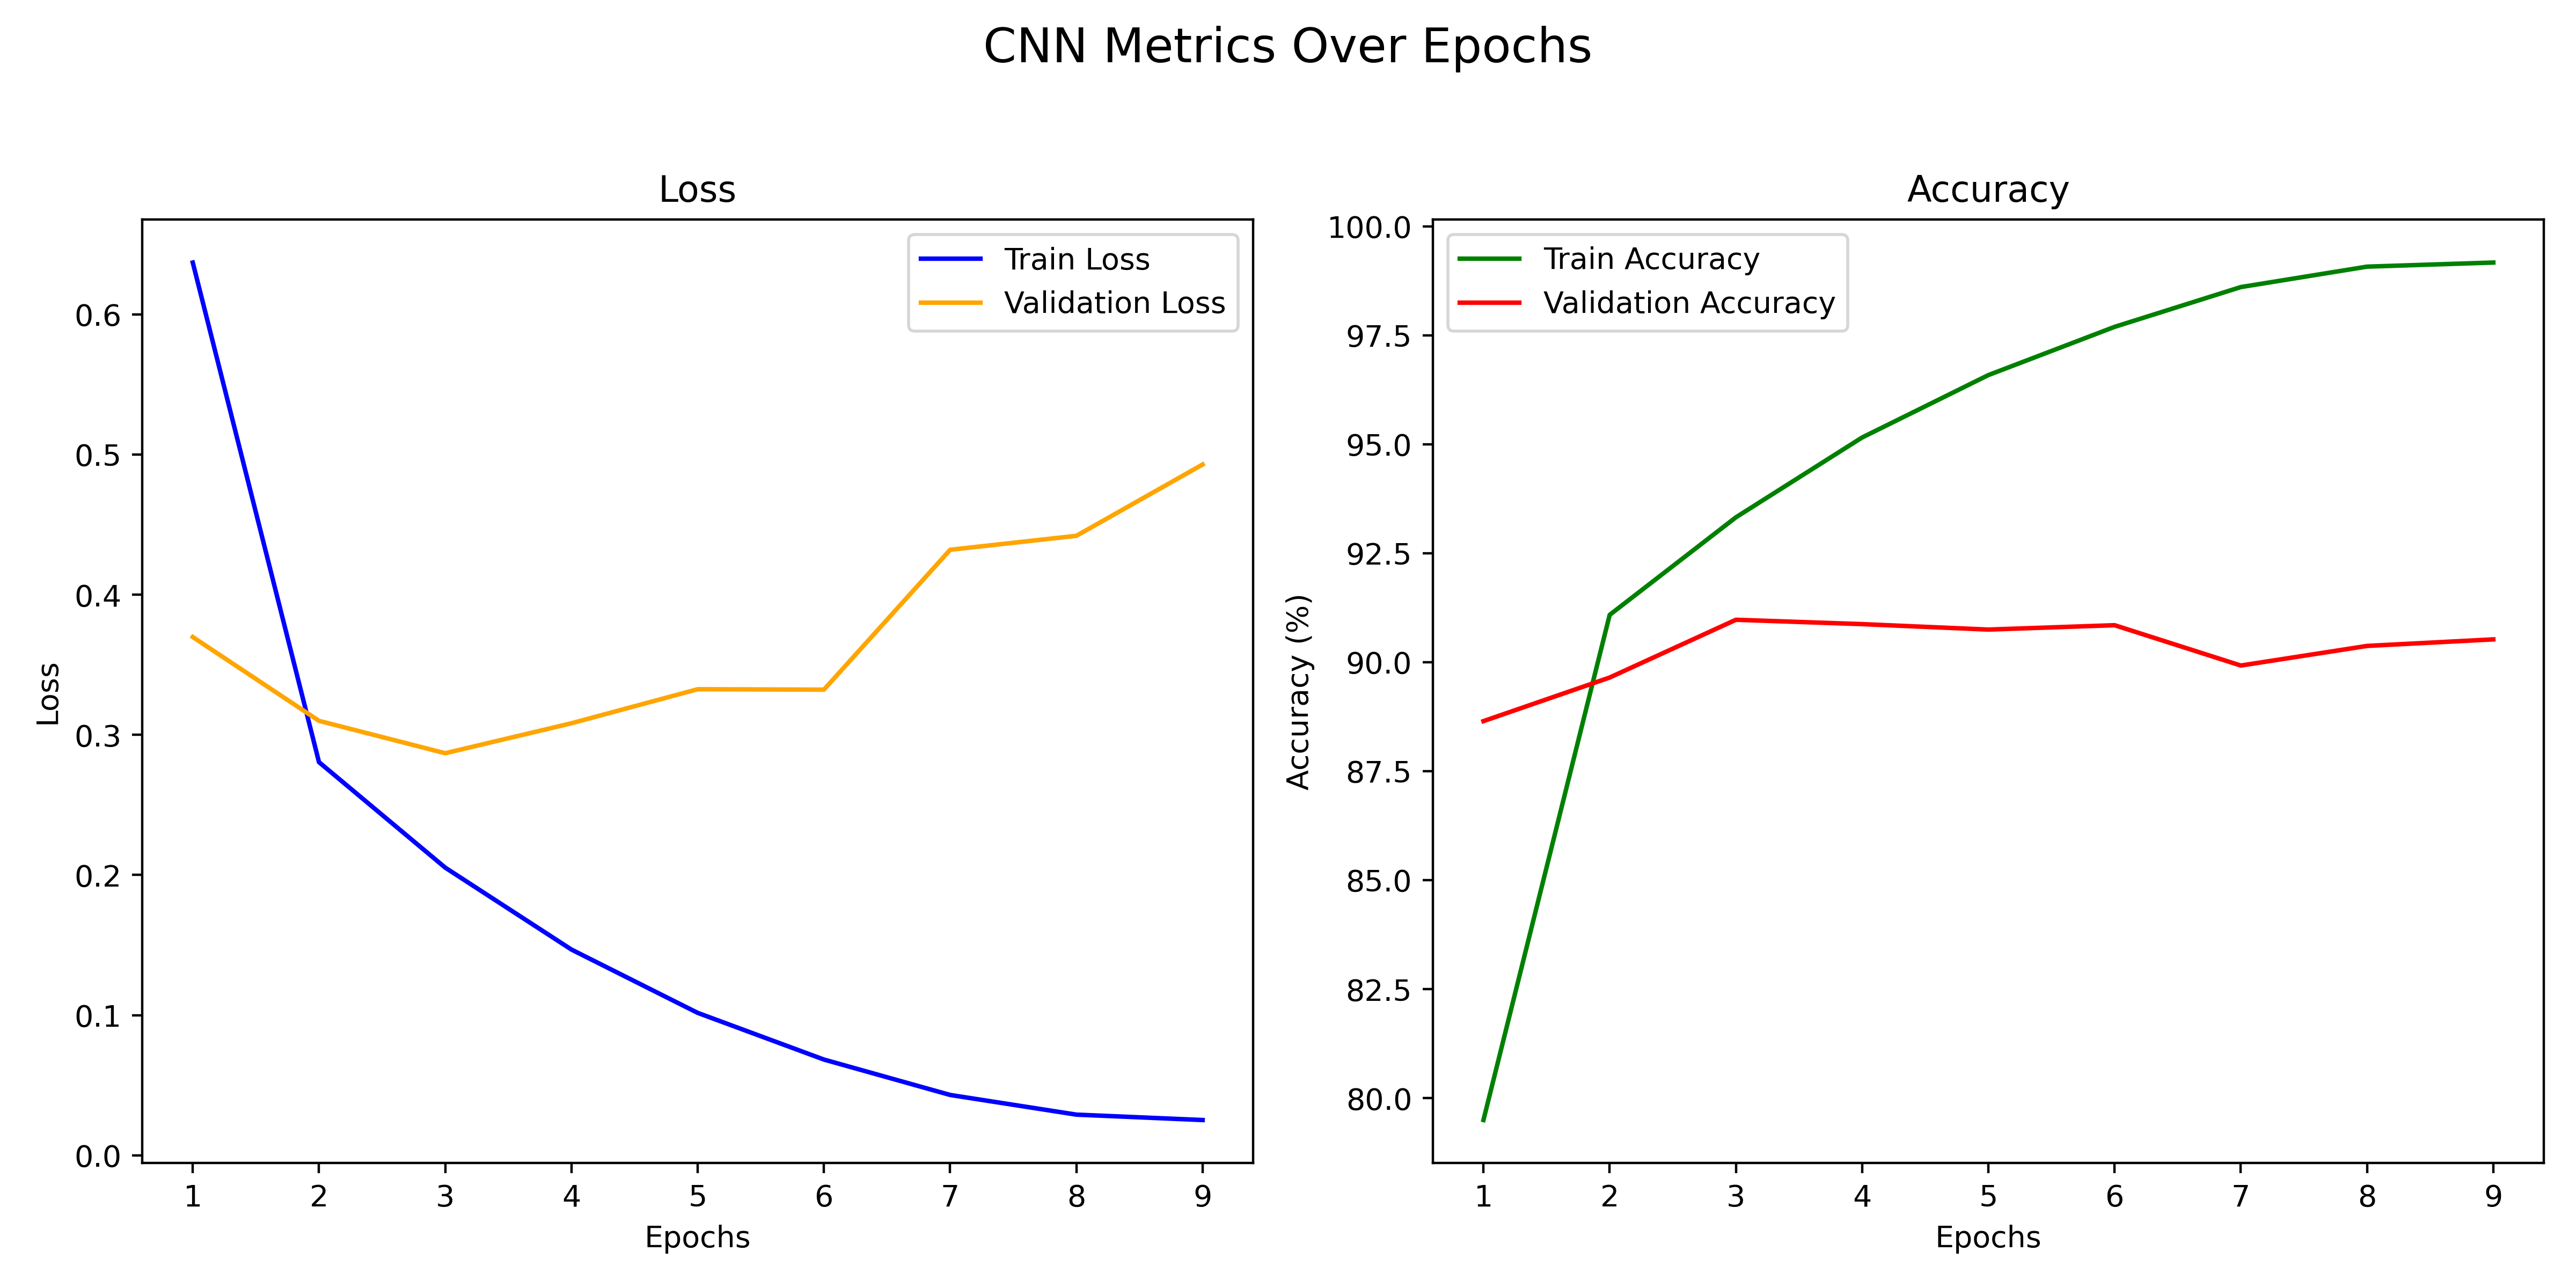 CNN Metrics Over Epochs
Loss
Train Loss
Validation Loss
0.6
0.5
0.4
0.3
0.2
0.1
0.0
Loss
1 2 3 4 5 6 7 8 9
Epochs
Accuracy
Train Accuracy
Validation Accuracy
100.0
97.5
95.0
92.5
90.0
87.5
85.0
82.5
80.0
Accuracy (%)
1 2 3 4 5 6 7 8 9
Epochs